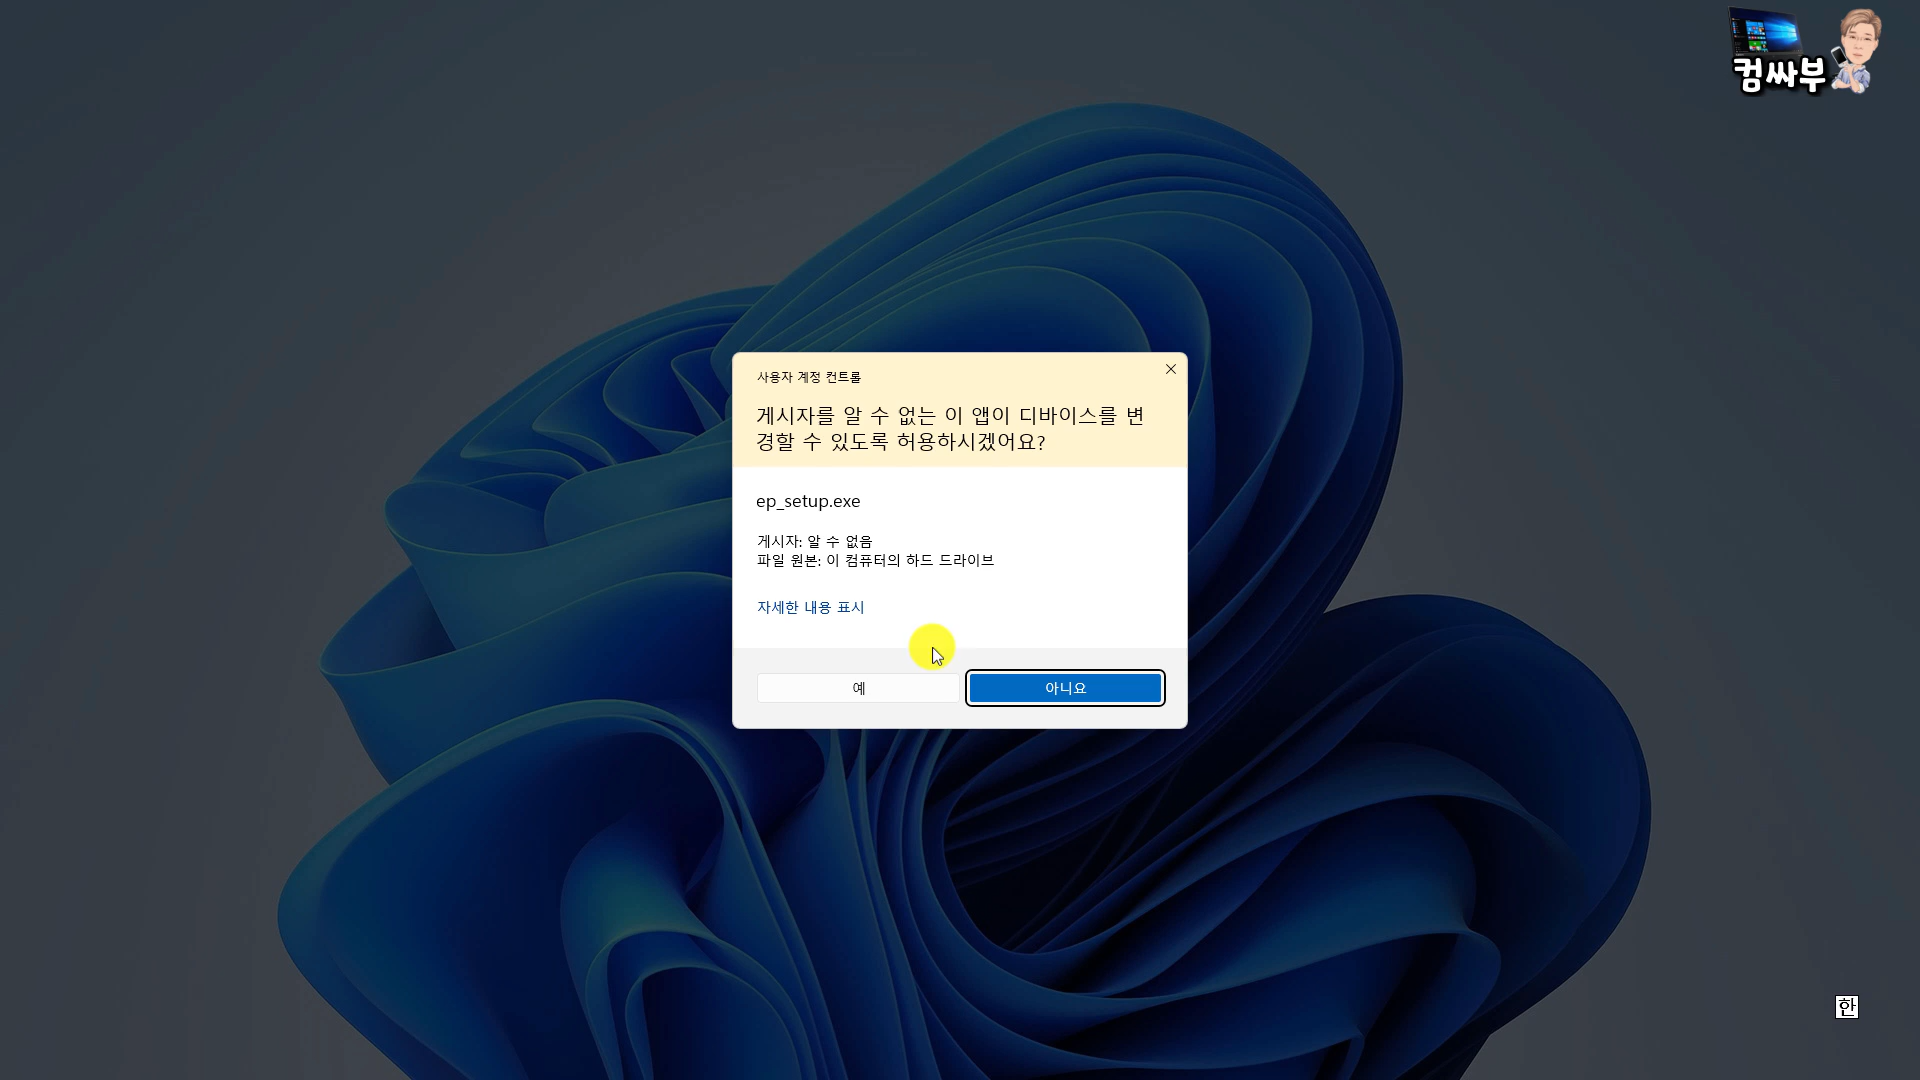 컴싸부
사용자 계정 컨트롤
게시자를 알 수 없는 이 앱이 디바이스를 변
경할 수 있도록 허용하시겠어요?
ep_setup.exe
게시자: 알 수 없음
파일 원본: 이 컴퓨터의 하드 드라이브
자세한 내용 표시
예
아니요
한